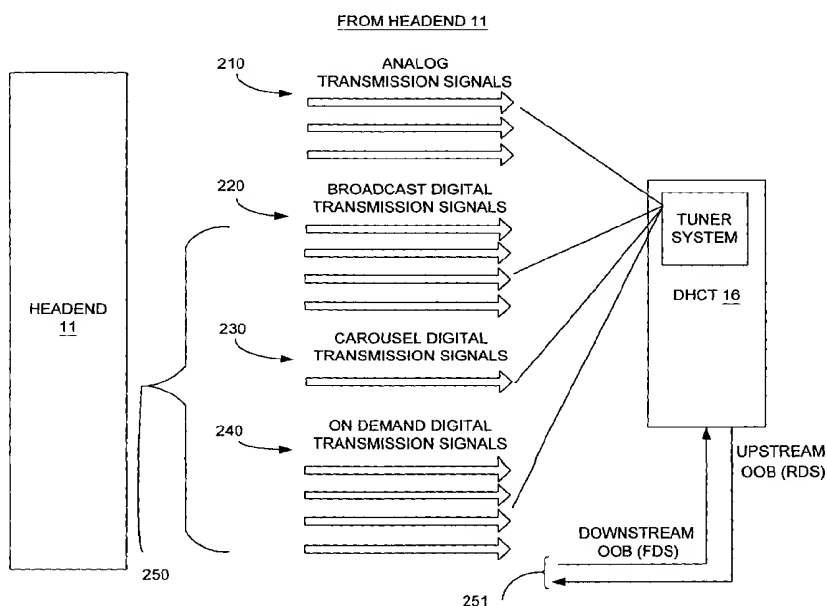 FROM HEADEND 11
210
ANALOG
TRANSMISSION SIGNALS
220
BROADCAST DIGITAL
TRANSMISSION SIGNALS
TUNER
SYSTEM
DHCT 16
HEADEND
11
230
CAROUSEL DIGITAL
TRANSMISSION SIGNALS
240
ON DEMAND DIGITAL
TRANSMISSION SIGNALS
UPSTREAM
OOB (RDS)
DOWNSTREAM
OOB (FDS)
250
251